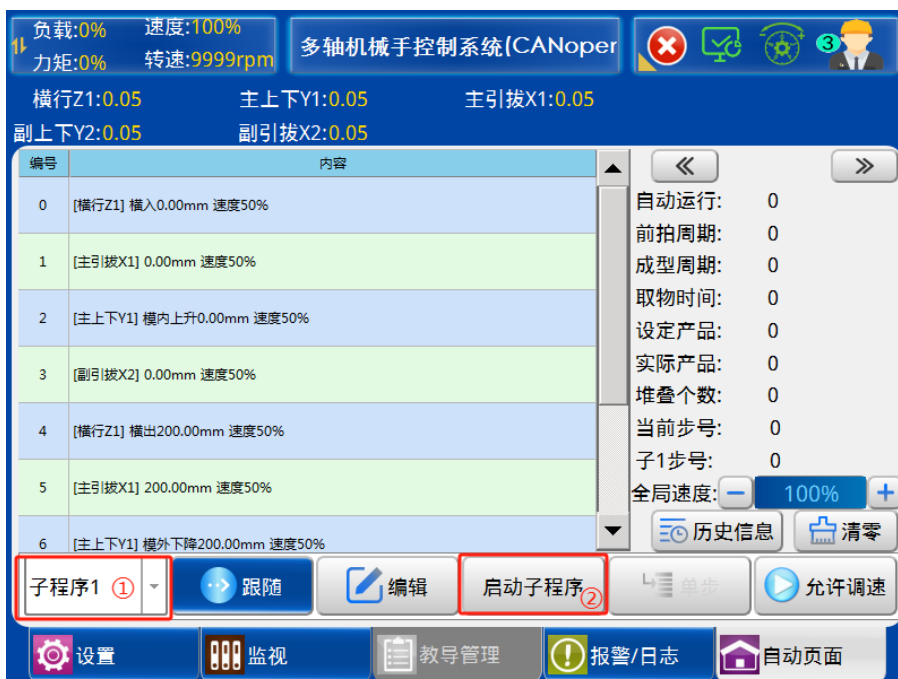 负载:0% 速度:100%
力矩:0% 转速:9999rpm
多轴机械手控制系统(CANoper
3
横行Z1:0.05 主上下Y1:0.05 主引拔X1:0.05
副上下Y2:0.05 副引拔X2:0.05
编号 内容
0 [横行Z1] 横入0.00mm 速度50%
1 [主引拔X1] 0.00mm 速度50%
2 [主上下Y1] 模内上升0.00mm 速度50%
3 [副引拔X2] 0.00mm 速度50%
4 [横行Z1] 横出200.00mm 速度50%
5 [主引拔X1] 200.00mm 速度50%
6 [主上下Y1] 模外下降200.00mm 速度50%
自动运行: 0
前拍周期: 0
成型周期: 0
取物时间: 0
设定产品: 0
实际产品: 0
堆叠个数: 0
当前步号: 0
子1步号: 0
全局速度: − 100% +
历史信息 清零
子程序1 ① 跟随 编辑 启动子程序 ② 单步 允许调速
设置 监视 教导管理 报警/日志 自动页面